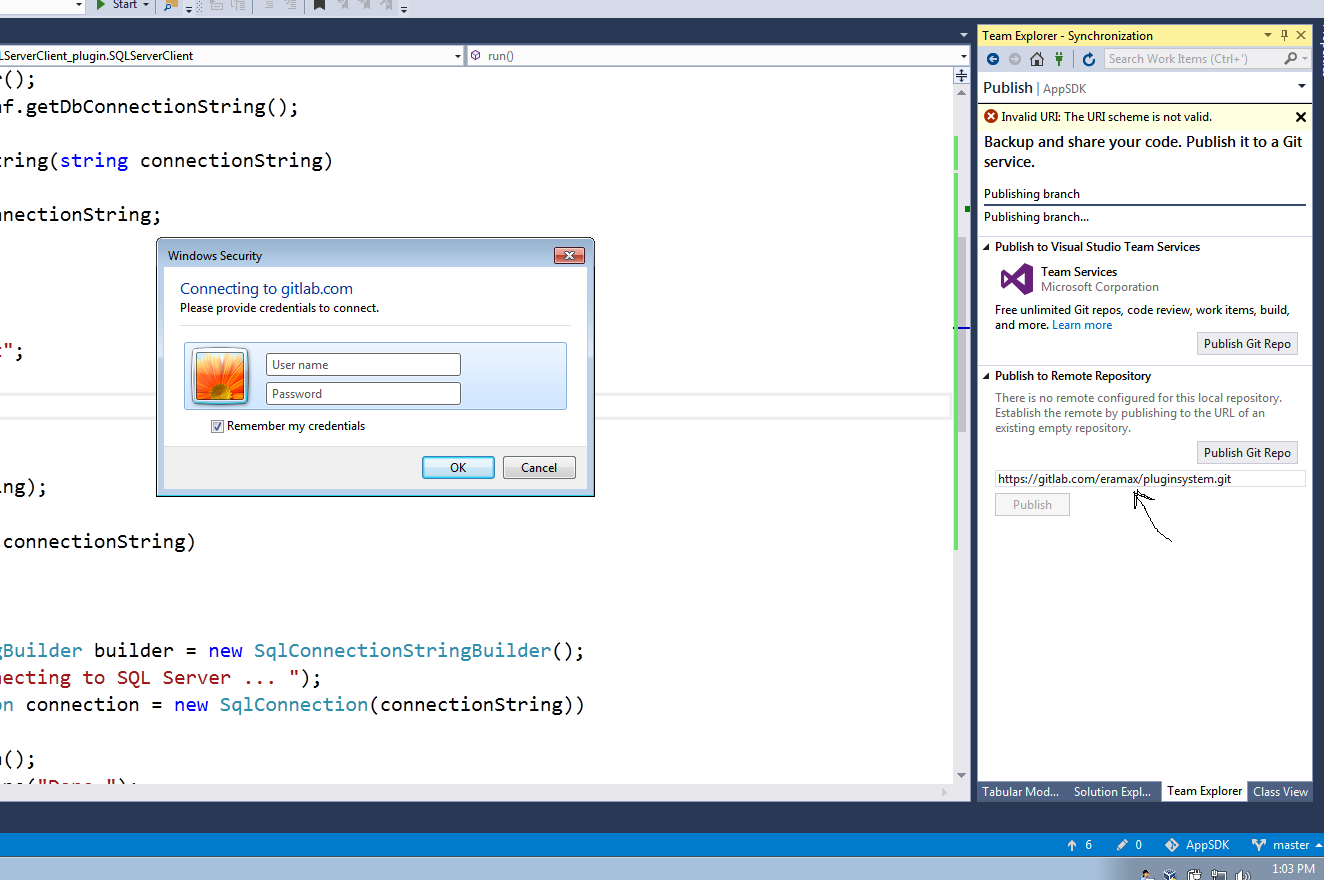 Start
LServerClient_plugin.SQLServerClient
run()
r();
nf.getDbConnectionString();
tring(string connectionString)
nnectionString;
t";
ng);
connectionString)
gBuilder builder = new SqlConnectionStringBuilder();
necting to SQL Server ... ");
on connection = new SqlConnection(connectionString))
n();
Windows Security
Connecting to gitlab.com
Please provide credentials to connect.
User name
Password
Remember my credentials
OK
Cancel
Team Explorer - Synchronization
Search Work Items (Ctrl+')
Publish | AppSDK
Invalid URI: The URI scheme is not valid.
Backup and share your code. Publish it to a Git
service.
Publishing branch
Publishing branch...
Publish to Visual Studio Team Services
Team Services
Microsoft Corporation
Free unlimited Git repos, code review, work items, build,
and more. Learn more
Publish Git Repo
Publish to Remote Repository
There is no remote configured for this local repository.
Establish the remote by publishing to the URL of an
existing empty repository.
Publish Git Repo
https://gitlab.com/eramax/pluginsystem.git
Publish
Tabular Mod...
Solution Expl...
Team Explorer
Class View
6
0
AppSDK
master
1:03 PM